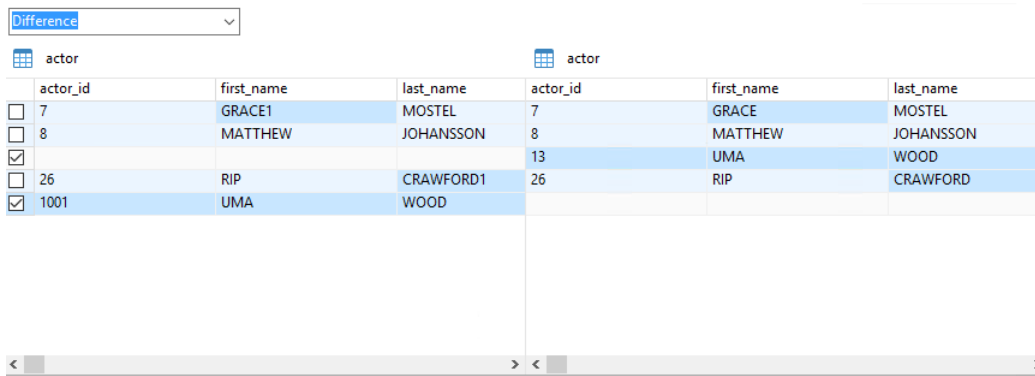 Difference
actor actor
actor_id first_name last_name actor_id first_name last_name
7 GRACE1 MOSTEL 7 GRACE MOSTEL
8 MATTHEW JOHANSSON 8 MATTHEW JOHANSSON
13 UMA WOOD
26 RIP CRAWFORD1 26 RIP CRAWFORD
1001 UMA WOOD